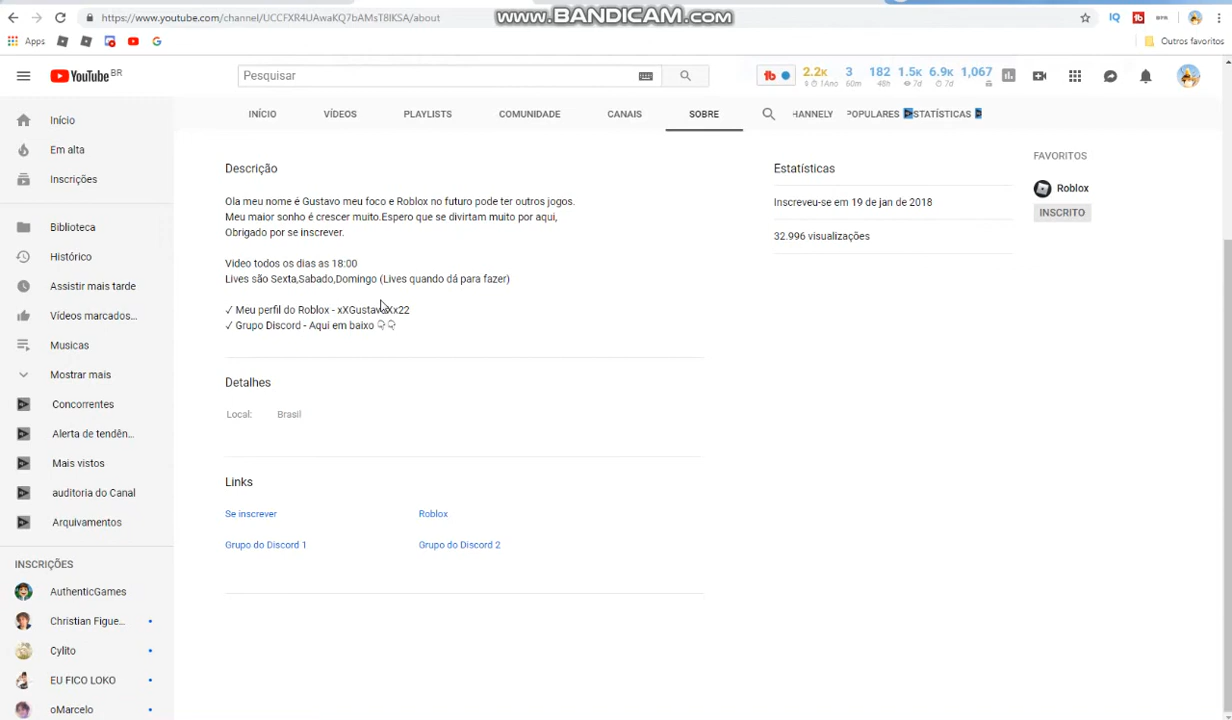 https://www.youtube.com/channel/UCCFXR4UAwaKQ7bAMsT8IKSA/about
www.BANDICAM.com
Apps
Outros favoritos
YouTube BR
Pesquisar
2.2K 3 182 1.5K 6.9K 1,067
1Ano 60m 48h 7d 7d
INÍCIO VÍDEOS PLAYLISTS COMUNIDADE CANAIS SOBRE HANNELY POPULARES STATÍSTICAS
Início
Em alta
Inscrições
Biblioteca
Histórico
Assistir mais tarde
Vídeos marcados...
Musicas
Mostrar mais
Concorrentes
Alerta de tendên...
Mais vistos
auditoria do Canal
Arquivamentos
INSCRIÇÕES
AuthenticGames
Christian Figue...
Cylito
EU FICO LOKO
oMarcelo
Descrição
Ola meu nome é Gustavo meu foco e Roblox no futuro pode ter outros jogos.
Meu maior sonho é crescer muito.Espero que se divirtam muito por aqui,
Obrigado por se inscrever.
Video todos os dias as 18:00
Lives são Sexta,Sabado,Domingo (Lives quando dá para fazer)
✓ Meu perfil do Roblox - xXGustavoXx22
✓ Grupo Discord - Aqui em baixo 👇👇
Detalhes
Local: Brasil
Links
Se inscrever Roblox
Grupo do Discord 1 Grupo do Discord 2
Estatísticas
Inscreveu-se em 19 de jan de 2018
32.996 visualizações
FAVORITOS
Roblox
INSCRITO